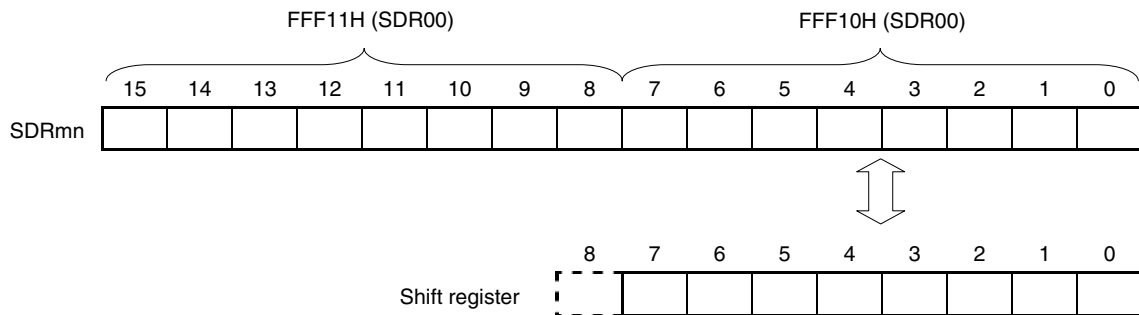 FFF11H (SDR00) FFF10H (SDR00)
15 14 13 12 11 10 9 8 7 6 5 4 3 2 1 0
SDRmn
8 7 6 5 4 3 2 1 0
Shift register